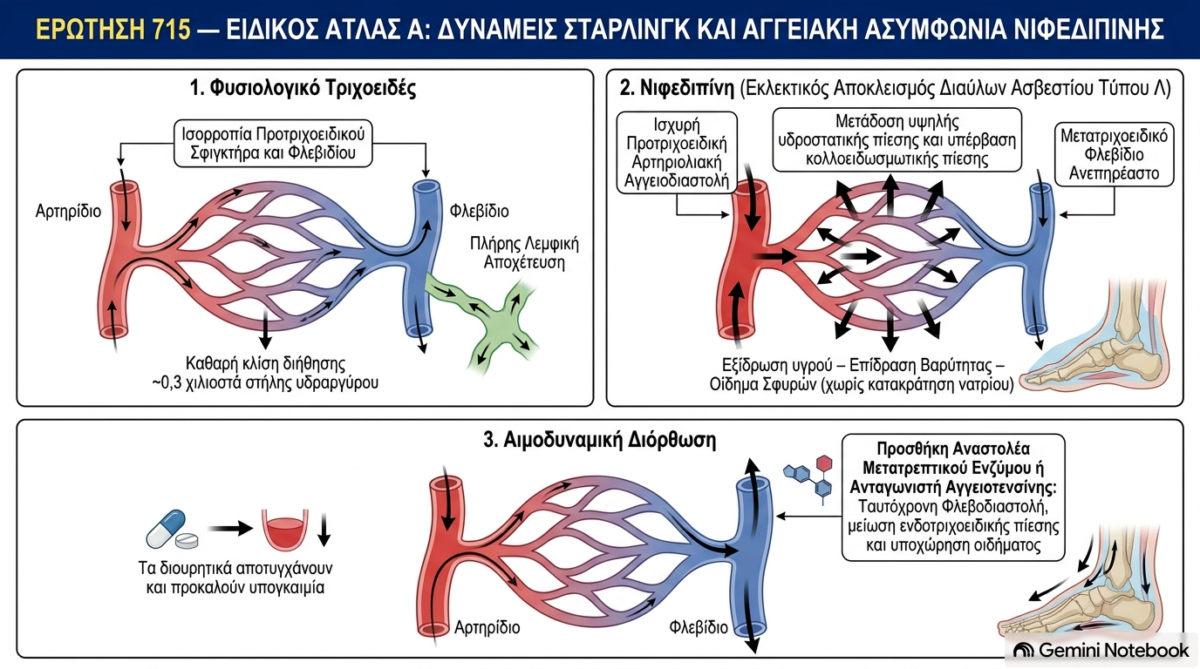 ΕΡΩΤΗΣΗ 715 — ΕΙΔΙΚΟΣ ΑΤΛΑΣ Α: ΔΥΝΑΜΕΙΣ ΣΤΑΡΛΙΝΓΚ ΚΑΙ ΑΓΓΕΙΑΚΗ ΑΣΥΜΦΩΝΙΑ ΝΙΦΕΔΙΠΙΝΗΣ
1. Φυσιολογικό Τριχοειδές
Ισορροπία Προτριχοειδικού
Σφιγκτήρα και Φλεβιδίου
Αρτηρίδιο
Φλεβίδιο
Πλήρης Λεμφική
Αποχέτευση
Καθαρή κλίση διήθησης
~0,3 χιλιοστά στήλης υδραργύρου
2. Νιφεδιπίνη (Εκλεκτικός Αποκλεισμός Διαύλων Ασβεστίου Τύπου Λ)
Ισχυρή
Προτριχοειδική
Αρτηριολιακή
Αγγειοδιαστολή
Μετάδοση υψηλής
υδροστατικής πίεσης και υπέρβαση
κολλοειδωσμωτικής πίεσης
Μετατριχοειδικό
Φλεβίδιο
Ανεπηρέαστο
Εξίδρωση υγρού – Επίδραση Βαρύτητας –
Οίδημα Σφυρών (χωρίς κατακράτηση νατρίου)
3. Αιμοδυναμική Διόρθωση
Τα διουρητικά αποτυγχάνουν
και προκαλούν υπογκαιμία
Αρτηρίδιο
Φλεβίδιο
Προσθήκη Αναστολέα
Μετατρεπτικού Ενζύμου ή
Ανταγωνιστή Αγγειοτενσίνης:
Ταυτόχρονη Φλεβοδιαστολή,
μείωση ενδοτριχοειδικής πίεσης
και υποχώρηση οιδήματος
Gemini Notebook